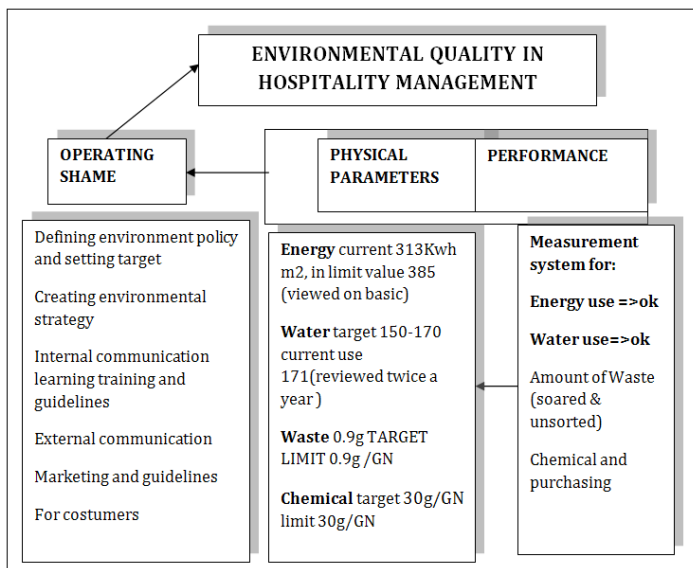 ENVIRONMENTAL QUALITY IN
HOSPITALITY MANAGEMENT
OPERATING
SHAME
PHYSICAL
PARAMETERS
PERFORMANCE
Defining environment policy
and setting target
Creating environmental
strategy
Internal communication
learning training and
guidelines
External communication
Marketing and guidelines
For costumers
Energy current 313Kwh
m2, in limit value 385
(viewed on basic)
Water target 150-170
current use
171(reviewed twice a
year )
Waste 0.9g TARGET
LIMIT 0.9g /GN
Chemical target 30g/GN
limit 30g/GN
Measurement
system for:
Energy use =>ok
Water use=>ok
Amount of Waste
(soared &
unsorted)
Chemical and
purchasing